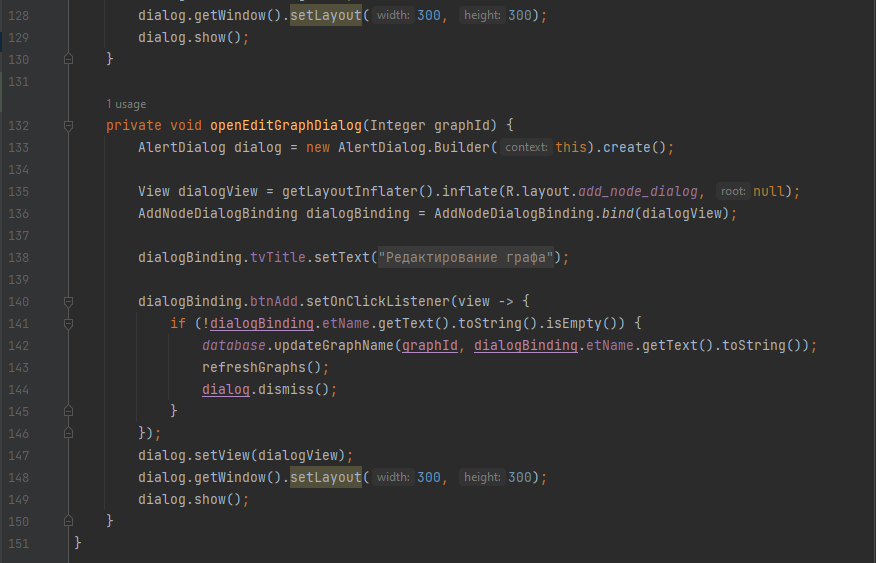 128 dialog.getWindow().setLayout( width: 300, height: 300);
129 dialog.show();
130 }
131
1 usage
132 private void openEditGraphDialog(Integer graphId) {
133 AlertDialog dialog = new AlertDialog.Builder( context: this).create();
134
135 View dialogView = getLayoutInflater().inflate(R.layout.add_node_dialog, root: null);
136 AddNodeDialogBinding dialogBinding = AddNodeDialogBinding.bind(dialogView);
137
138 dialogBinding.tvTitle.setText("Редактирование графа");
139
140 dialogBinding.btnAdd.setOnClickListener(view -> {
141 if (!dialogBinding.etName.getText().toString().isEmpty()) {
142 database.updateGraphName(graphId, dialogBinding.etName.getText().toString());
143 refreshGraphs();
144 dialog.dismiss();
145 }
146 });
147 dialog.setView(dialogView);
148 dialog.getWindow().setLayout( width: 300, height: 300);
149 dialog.show();
150 }
151 }